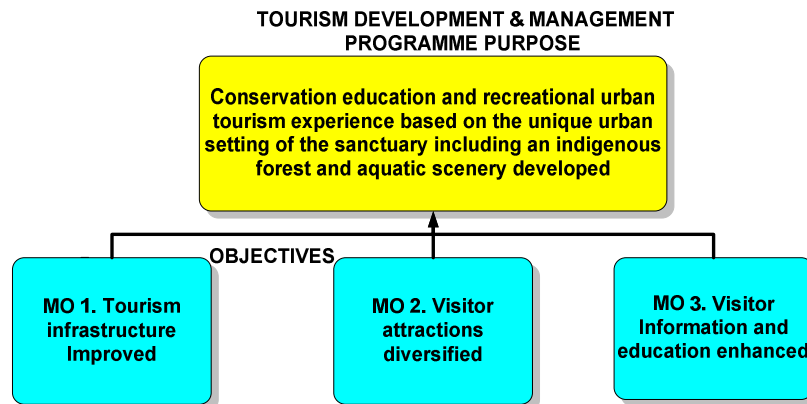 TOURISM DEVELOPMENT & MANAGEMENT
PROGRAMME PURPOSE
Conservation education and recreational urban
tourism experience based on the unique urban
setting of the sanctuary including an indigenous
forest and aquatic scenery developed
OBJECTIVES
MO 1. Tourism
infrastructure
Improved
MO 2. Visitor
attractions
diversified
MO 3. Visitor
Information and
education enhanced